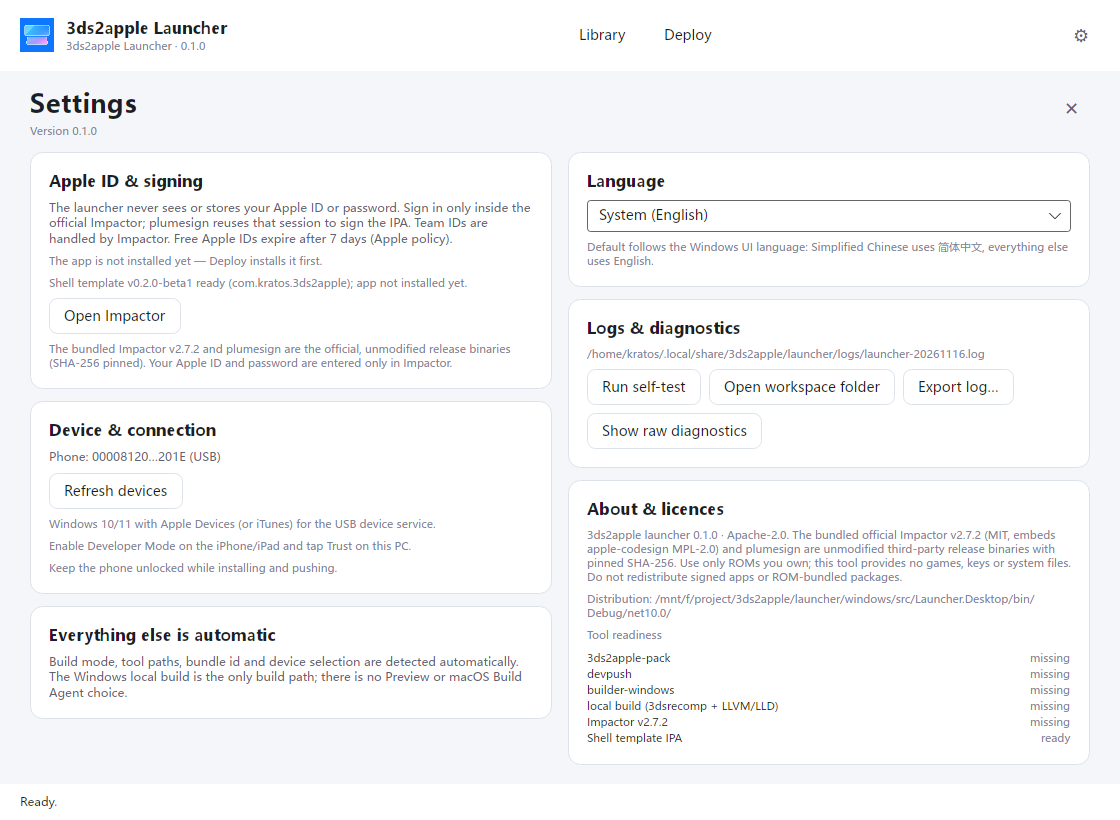 3ds2apple Launcher
3ds2apple Launcher · 0.1.0
Library
Deploy
Settings
Version 0.1.0
Apple ID & signing
The launcher never sees or stores your Apple ID or password. Sign in only inside the
official Impactor; plumesign reuses that session to sign the IPA. Team IDs are
handled by Impactor. Free Apple IDs expire after 7 days (Apple policy).
The app is not installed yet — Deploy installs it first.
Shell template v0.2.0-beta1 ready (com.kratos.3ds2apple); app not installed yet.
Open Impactor
The bundled Impactor v2.7.2 and plumesign are the official, unmodified release binaries
(SHA-256 pinned). Your Apple ID and password are entered only in Impactor.
Device & connection
Phone: 00008120…201E (USB)
Refresh devices
Windows 10/11 with Apple Devices (or iTunes) for the USB device service.
Enable Developer Mode on the iPhone/iPad and tap Trust on this PC.
Keep the phone unlocked while installing and pushing.
Everything else is automatic
Build mode, tool paths, bundle id and device selection are detected automatically.
The Windows local build is the only build path; there is no Preview or macOS Build
Agent choice.
Language
System (English)
Default follows the Windows UI language: Simplified Chinese uses 简体中文, everything else
uses English.
Logs & diagnostics
/home/kratos/.local/share/3ds2apple/launcher/logs/launcher-20261116.log
Run self-test
Open workspace folder
Export log…
Show raw diagnostics
About & licences
3ds2apple launcher 0.1.0 · Apache-2.0. The bundled official Impactor v2.7.2 (MIT, embeds
apple-codesign MPL-2.0) and plumesign are unmodified third-party release binaries with
pinned SHA-256. Use only ROMs you own; this tool provides no games, keys or system files.
Do not redistribute signed apps or ROM-bundled packages.
Distribution: /mnt/f/project/3ds2apple/launcher/windows/src/Launcher.Desktop/bin/
Debug/net10.0/
Tool readiness
3ds2apple-pack missing
devpush missing
builder-windows missing
local build (3dsrecomp + LLVM/LLD) missing
Impactor v2.7.2 missing
Shell template IPA ready
Ready.